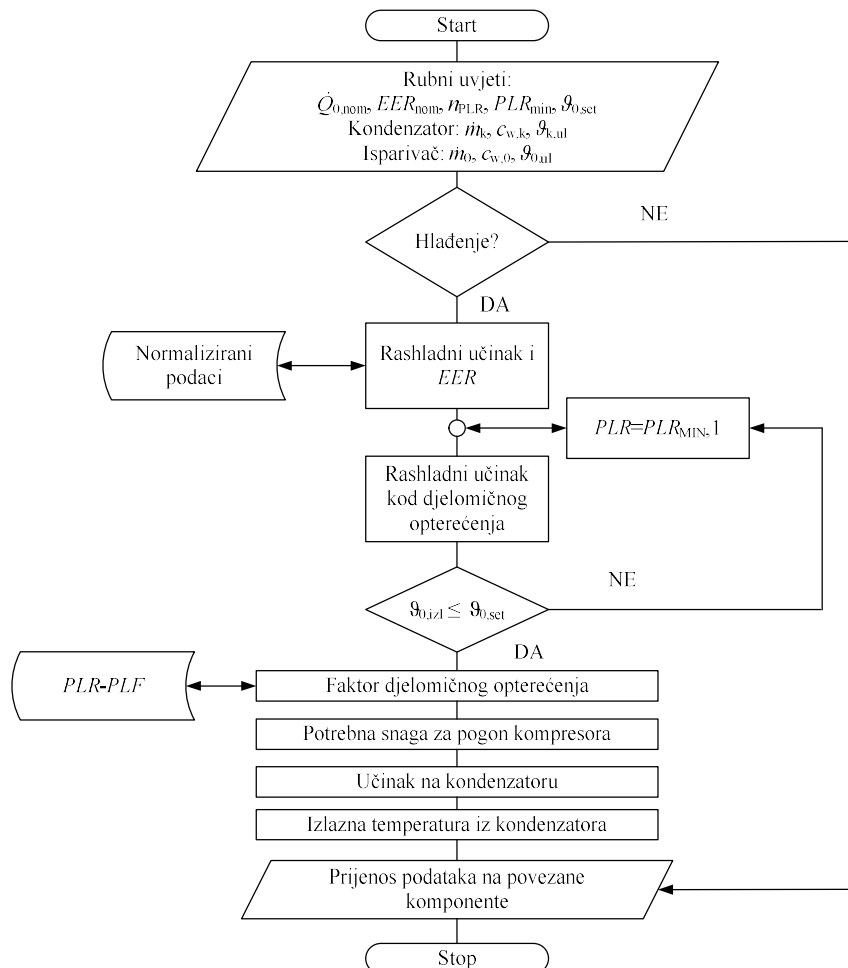 Start
Rubni uvjeti:
Q̇0,nom, EERnom, nPLR, PLRmin, ϑ0,set
Kondenzator: ṁk, cw,k, ϑk,ul
Isparivač: ṁ0, cw,0, ϑ0,ul
Hlađenje?
NE
DA
Normalizirani
podaci
Rashladni učinak i
EER
PLR=PLRMIN,1
Rashladni učinak
kod djelomičnog
opterećenja
NE
ϑ0,izl ≤ ϑ0,set
DA
PLR-PLF
Faktor djelomičnog opterećenja
Potrebna snaga za pogon kompresora
Učinak na kondenzatoru
Izlazna temperatura iz kondenzatora
Prijenos podataka na povezane
komponente
Stop